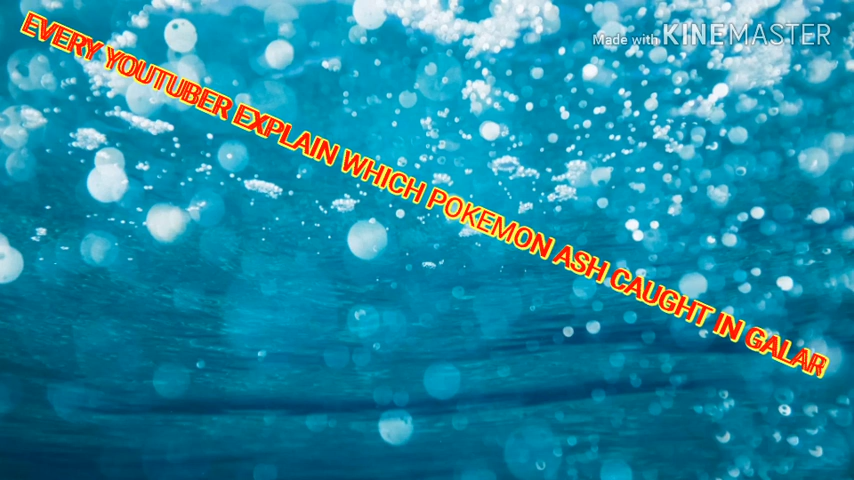 Made with KINEMASTER
EVERY YOUTUBER EXPLAIN WHICH POKEMON ASH CAUGHT IN GALAR